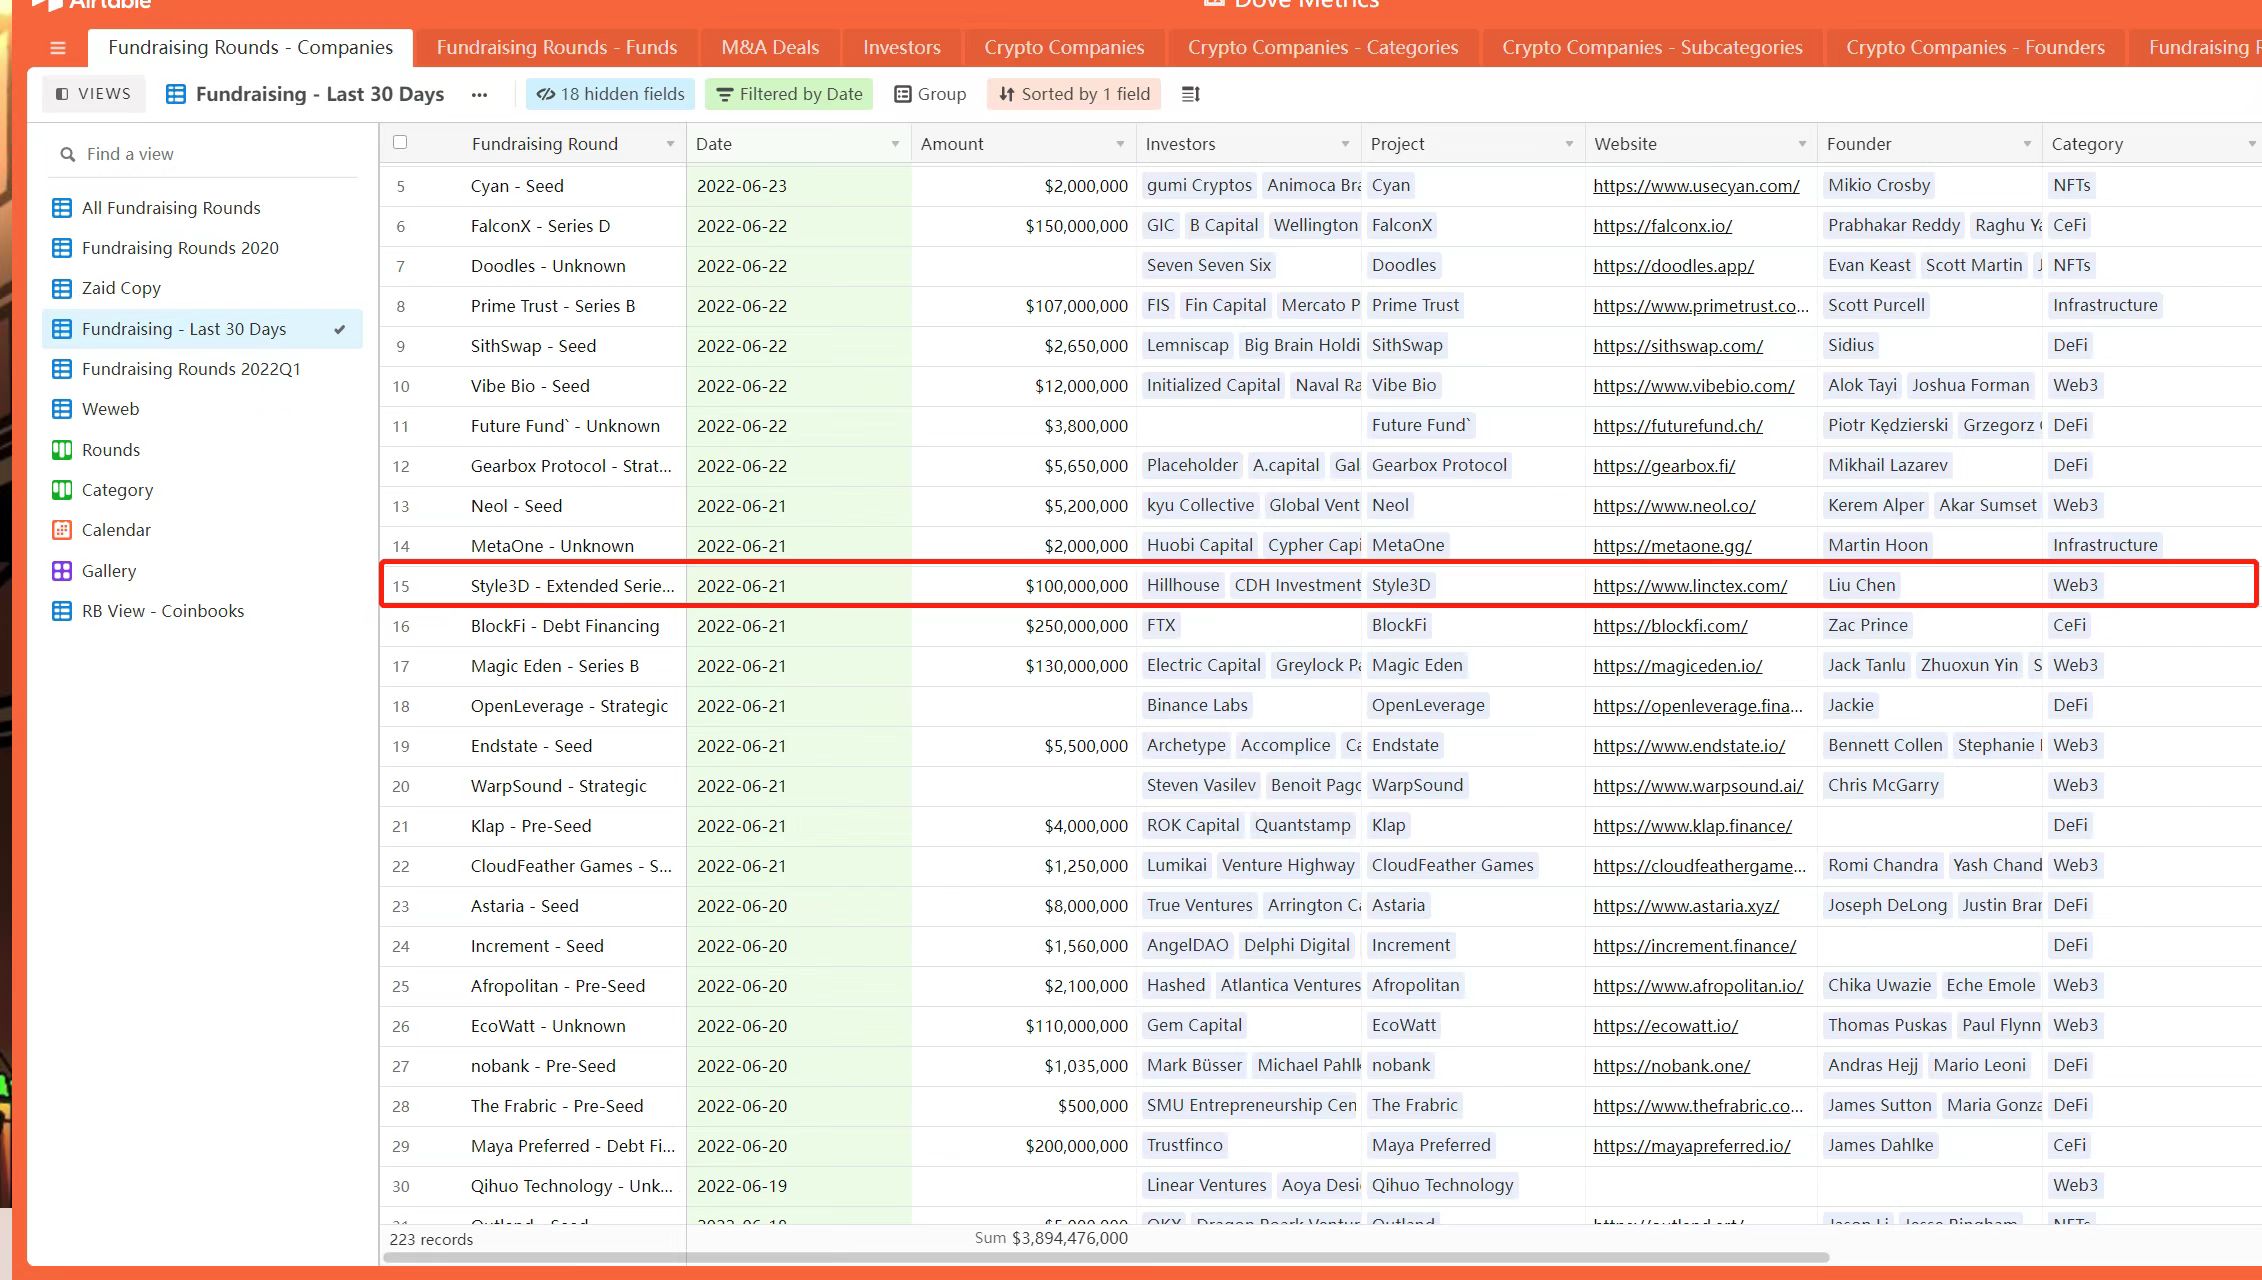 Airtable
Dove Metrics
Fundraising Rounds - Companies Fundraising Rounds - Funds M&A Deals Investors Crypto Companies Crypto Companies - Categories Crypto Companies - Subcategories Crypto Companies - Founders Fundraising
VIEWS Fundraising - Last 30 Days ... 18 hidden fields Filtered by Date Group Sorted by 1 field
Find a view
All Fundraising Rounds
Fundraising Rounds 2020
Zaid Copy
Fundraising - Last 30 Days
Fundraising Rounds 2022Q1
Weweb
Rounds
Category
Calendar
Gallery
RB View - Coinbooks
Fundraising Round Date Amount Investors Project Website Founder Category
5 Cyan - Seed 2022-06-23 $2,000,000 gumi Cryptos Animoca Bra Cyan https://www.usecyan.com/ Mikio Crosby NFTs
6 FalconX - Series D 2022-06-22 $150,000,000 GIC B Capital Wellington FalconX https://falconx.io/ Prabhakar Reddy Raghu Ya CeFi
7 Doodles - Unknown 2022-06-22 Seven Seven Six Doodles https://doodles.app/ Evan Keast Scott Martin J NFTs
8 Prime Trust - Series B 2022-06-22 $107,000,000 FIS Fin Capital Mercato P Prime Trust https://www.primetrust.co... Scott Purcell Infrastructure
9 SithSwap - Seed 2022-06-22 $2,650,000 Lemniscap Big Brain Holdi SithSwap https://sithswap.com/ Sidius DeFi
10 Vibe Bio - Seed 2022-06-22 $12,000,000 Initialized Capital Naval Ra Vibe Bio https://www.vibebio.com/ Alok Tayi Joshua Forman Web3
11 Future Fund` - Unknown 2022-06-22 $3,800,000 Future Fund` https://futurefund.ch/ Piotr Kędzierski Grzegorz DeFi
12 Gearbox Protocol - Strat... 2022-06-22 $5,650,000 Placeholder A.capital Gal Gearbox Protocol https://gearbox.fi/ Mikhail Lazarev DeFi
13 Neol - Seed 2022-06-21 $5,200,000 kyu Collective Global Vent Neol https://www.neol.co/ Kerem Alper Akar Sumset Web3
14 MetaOne - Unknown 2022-06-21 $2,000,000 Huobi Capital Cypher Capi MetaOne https://metaone.gg/ Martin Hoon Infrastructure
15 Style3D - Extended Serie... 2022-06-21 $100,000,000 Hillhouse CDH Investment Style3D https://www.linctex.com/ Liu Chen Web3
16 BlockFi - Debt Financing 2022-06-21 $250,000,000 FTX BlockFi https://blockfi.com/ Zac Prince CeFi
17 Magic Eden - Series B 2022-06-21 $130,000,000 Electric Capital Greylock Pa Magic Eden https://magiceden.io/ Jack Tanlu Zhuoxun Yin S Web3
18 OpenLeverage - Strategic 2022-06-21 Binance Labs OpenLeverage https://openleverage.fina... Jackie DeFi
19 Endstate - Seed 2022-06-21 $5,500,000 Archetype Accomplice Ca Endstate https://www.endstate.io/ Bennett Collen Stephanie Web3
20 WarpSound - Strategic 2022-06-21 Steven Vasilev Benoit Pago WarpSound https://www.warpsound.ai/ Chris McGarry Web3
21 Klap - Pre-Seed 2022-06-21 $4,000,000 ROK Capital Quantstamp Klap https://www.klap.finance/ DeFi
22 CloudFeather Games - S... 2022-06-21 $1,250,000 Lumikai Venture Highway CloudFeather Games https://cloudfeathergame... Romi Chandra Yash Chand Web3
23 Astaria - Seed 2022-06-20 $8,000,000 True Ventures Arrington Ca Astaria https://www.astaria.xyz/ Joseph DeLong Justin Bra DeFi
24 Increment - Seed 2022-06-20 $1,560,000 AngelDAO Delphi Digital Increment https://increment.finance/ DeFi
25 Afropolitan - Pre-Seed 2022-06-20 $2,100,000 Hashed Atlantica Ventures Afropolitan https://www.afropolitan.io/ Chika Uwazie Eche Emole Web3
26 EcoWatt - Unknown 2022-06-20 $110,000,000 Gem Capital EcoWatt https://ecowatt.io/ Thomas Puskas Paul Flynn Web3
27 nobank - Pre-Seed 2022-06-20 $1,035,000 Mark Büsser Michael Pahlk nobank https://nobank.one/ Andras Hejj Mario Leoni DeFi
28 The Frabric - Pre-Seed 2022-06-20 $500,000 SMU Entrepreneurship Cen The Frabric https://www.thefrabric.co... James Sutton Maria Gonza DeFi
29 Maya Preferred - Debt Fi... 2022-06-20 $200,000,000 Trustfinco Maya Preferred https://mayapreferred.io/ James Dahlke CeFi
30 Qihuo Technology - Unk... 2022-06-19 Linear Ventures Aoya Desi Qihuo Technology Web3
223 records Sum $3,894,476,000